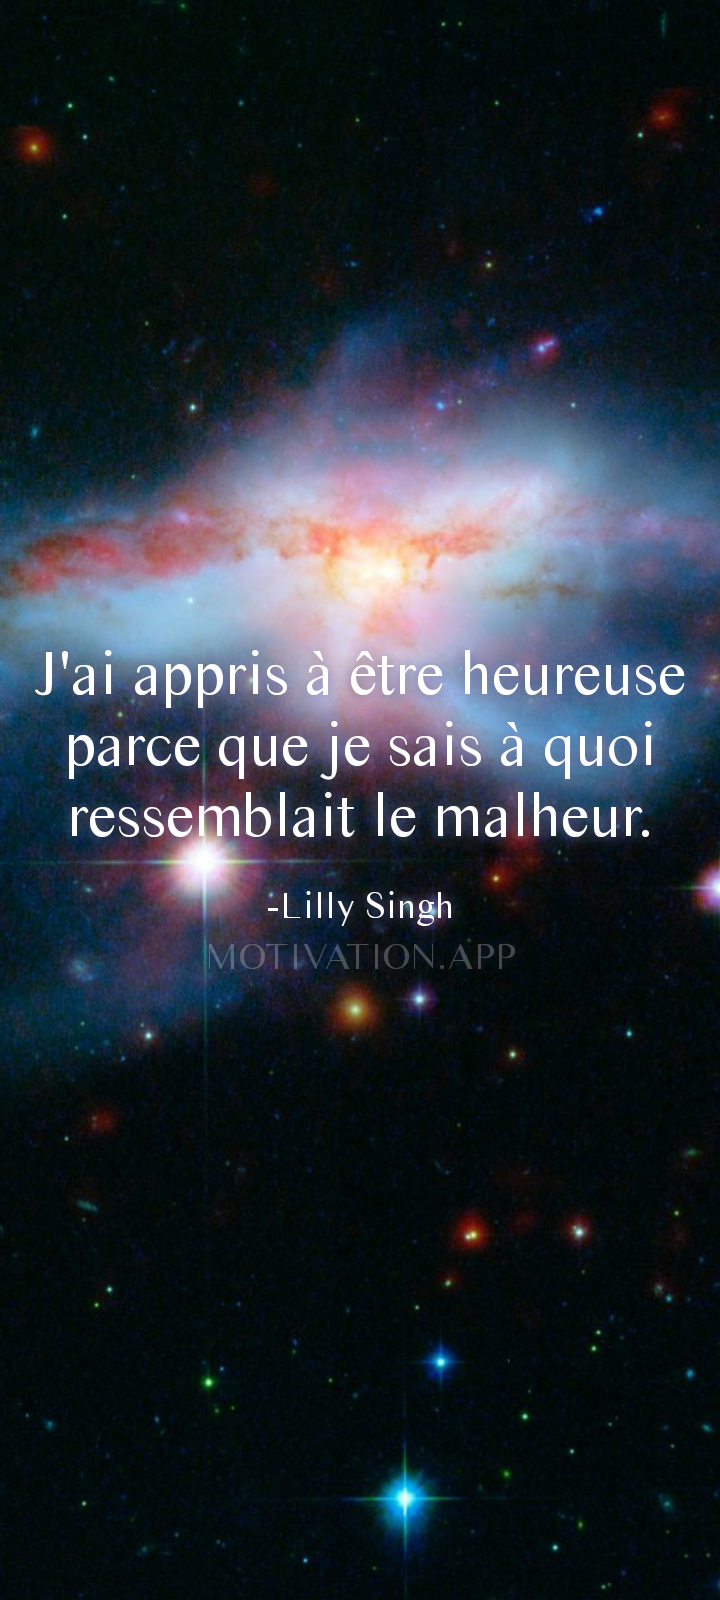 J'ai appris à être heureuse
parce que je sais à quoi
ressemblait le malheur.
-Lilly Singh
MOTIVATION.APP